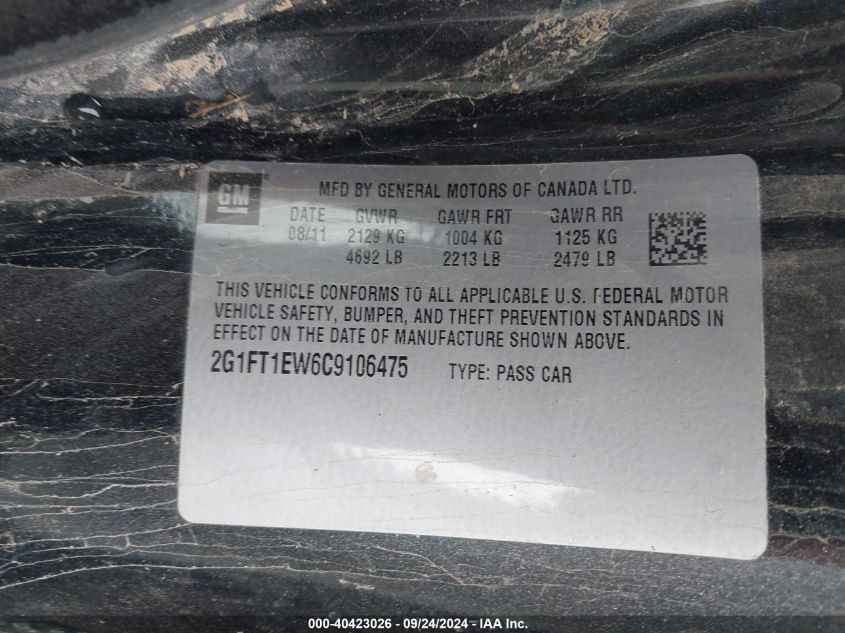 GM
MFD BY GENERAL MOTORS OF CANADA LTD.
DATE GVWR GAWR FRT GAWR RR
08/11 2129 KG 1004 KG 1125 KG
4692 LB 2213 LB 2479 LB
THIS VEHICLE CONFORMS TO ALL APPLICABLE U.S. FEDERAL MOTOR
VEHICLE SAFETY, BUMPER, AND THEFT PREVENTION STANDARDS IN
EFFECT ON THE DATE OF MANUFACTURE SHOWN ABOVE.
2G1FT1EW6C9106475 TYPE: PASS CAR
000-40423026 - 09/24/2024 - IAA Inc.